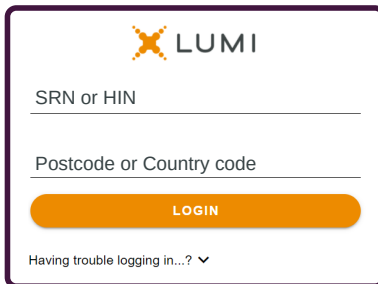 LUMI
SRN or HIN
Postcode or Country code
LOGIN
Having trouble logging in...?